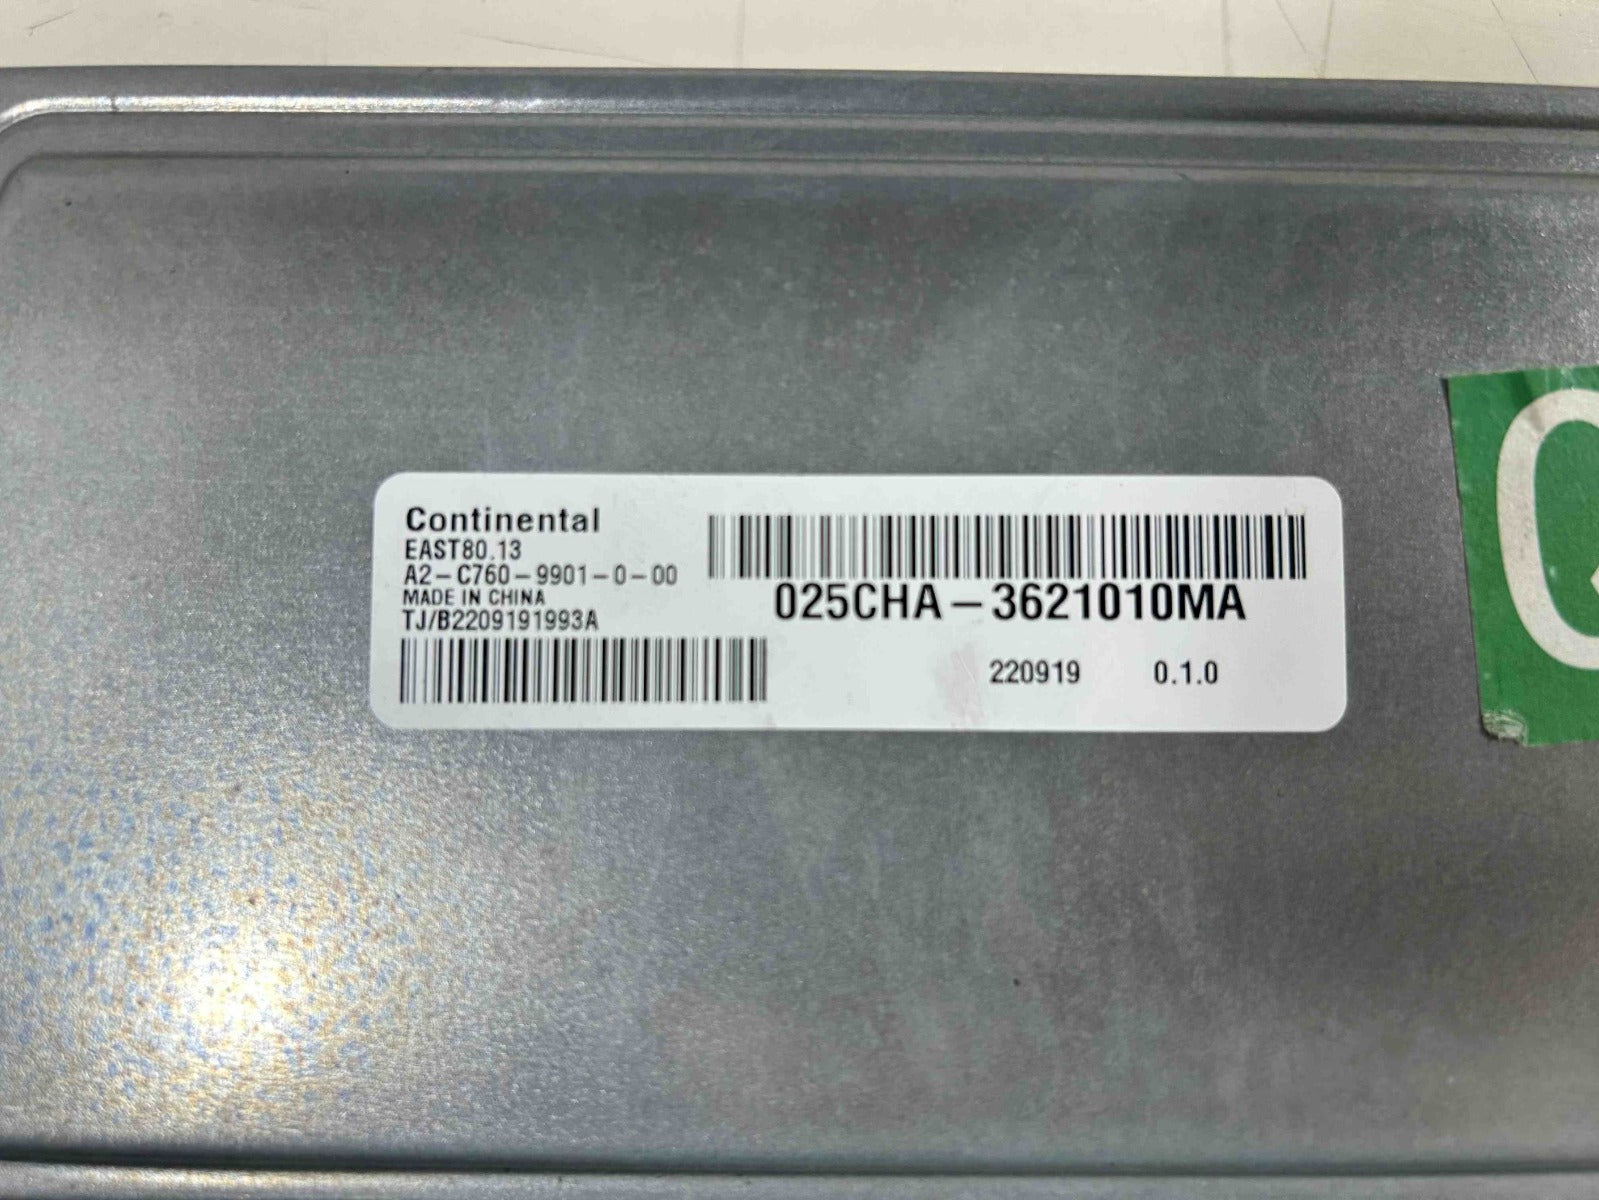 Continental
EAST80.13
A2-C760-9901-0-00
MADE IN CHINA
TJ/B2209191993A
025CHA-3621010MA
220919 0.1.0